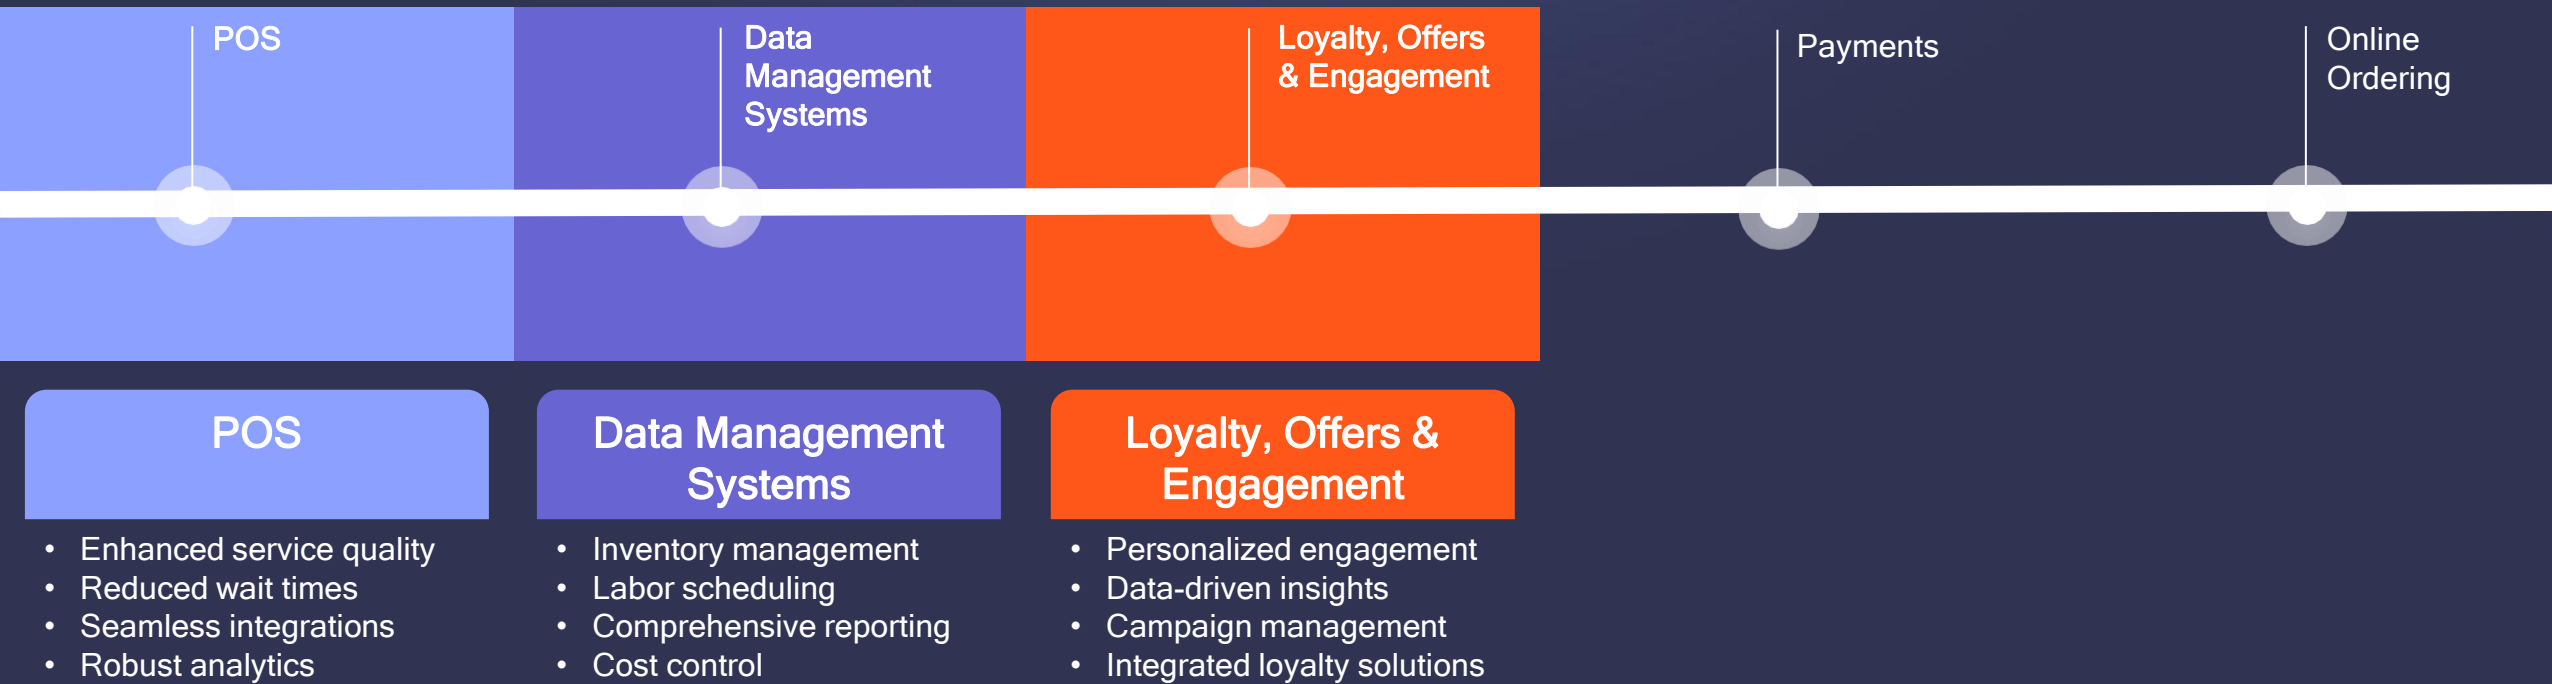 POS
Data
Management
Systems
Loyalty, Offers
& Engagement
Payments
Online
Ordering
POS
• Enhanced service quality
• Reduced wait times
• Seamless integrations
• Robust analytics
Data Management
Systems
• Inventory management
• Labor scheduling
• Comprehensive reporting
• Cost control
Loyalty, Offers &
Engagement
• Personalized engagement
• Data-driven insights
• Campaign management
• Integrated loyalty solutions